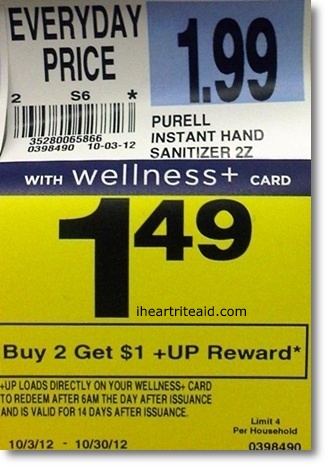 EVERYDAY
PRICE
1.99
2 S6 *
35280065866
0398490 10-03-12
PURELL
INSTANT HAND
SANITIZER 2Z
WITH wellness+ CARD
1 49
iheartriteaid.com
Buy 2 Get $1 +UP Reward*
+UP LOADS DIRECTLY ON YOUR WELLNESS+ CARD
TO REDEEM AFTER 6AM THE DAY AFTER ISSUANCE
AND IS VALID FOR 14 DAYS AFTER ISSUANCE.
Limit 4
Per Household
10/3/12 - 10/30/12
0398490